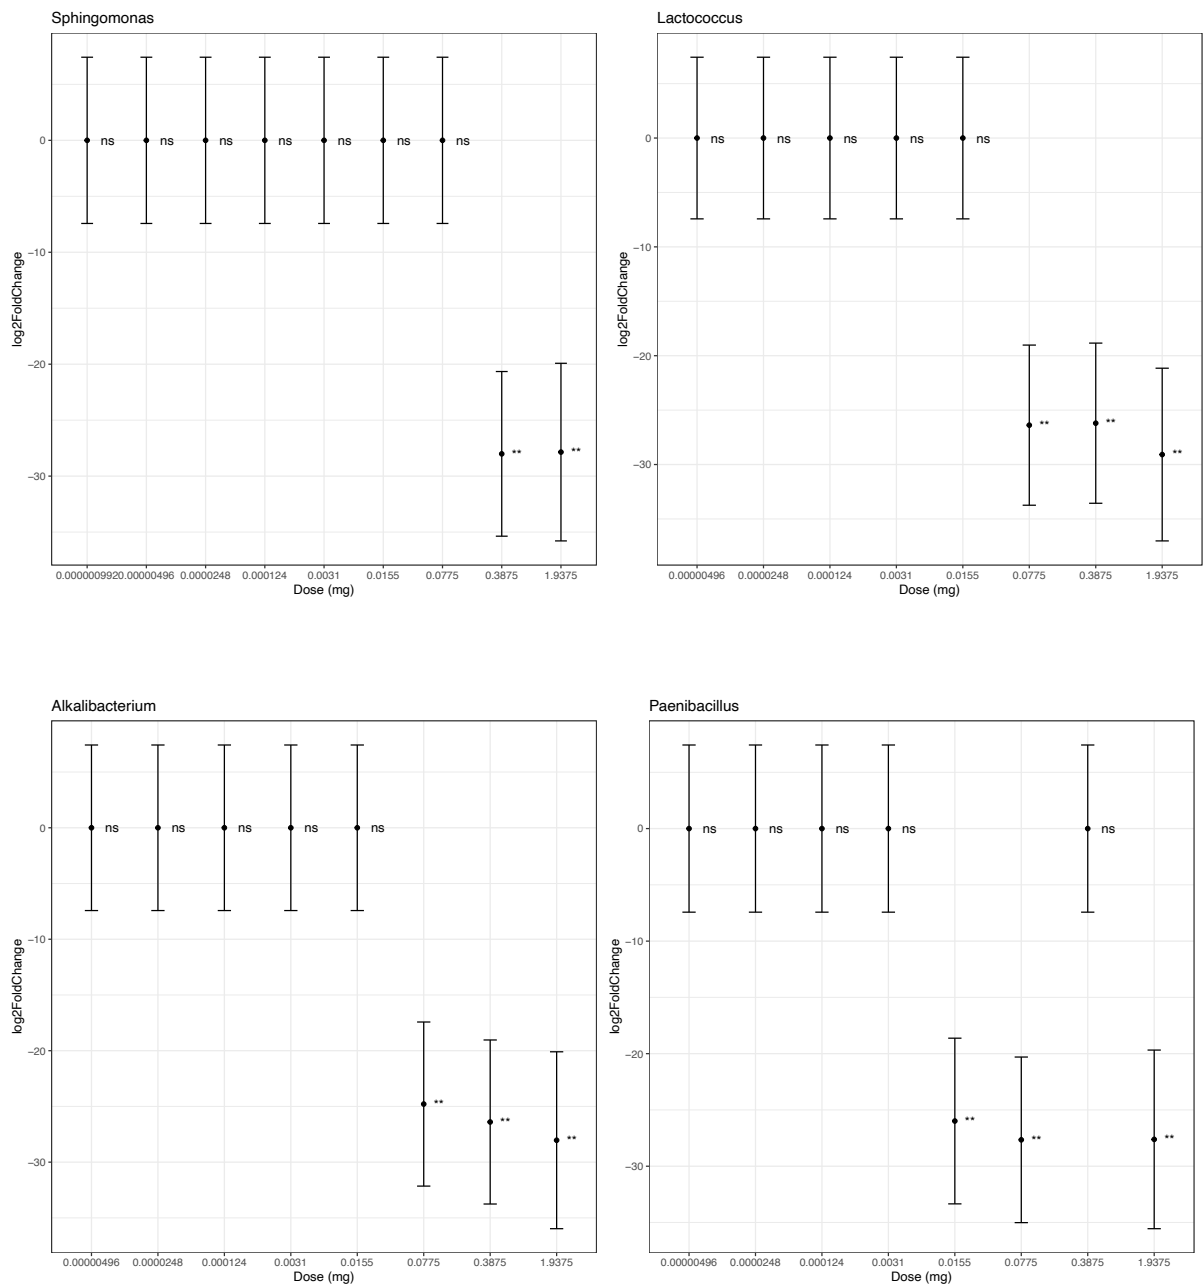 Sphingomonas
0
−10
−20
−30
log2FoldChange
ns ns ns ns ns ns ns
** **
0.000000992 0.00000496 0.0000248 0.000124 0.0031 0.0155 0.0775 0.3875 1.9375
Dose (mg)
Lactococcus
0
−10
−20
−30
log2FoldChange
ns ns ns ns ns
** ** **
0.00000496 0.0000248 0.000124 0.0031 0.0155 0.0775 0.3875 1.9375
Dose (mg)
Alkalibacterium
0
−10
−20
−30
log2FoldChange
ns ns ns ns ns
** ** **
0.00000496 0.0000248 0.000124 0.0031 0.0155 0.0775 0.3875 1.9375
Dose (mg)
Paenibacillus
0
−10
−20
−30
log2FoldChange
ns ns ns ns ns
** ** **
0.00000496 0.0000248 0.000124 0.0031 0.0155 0.0775 0.3875 1.9375
Dose (mg)